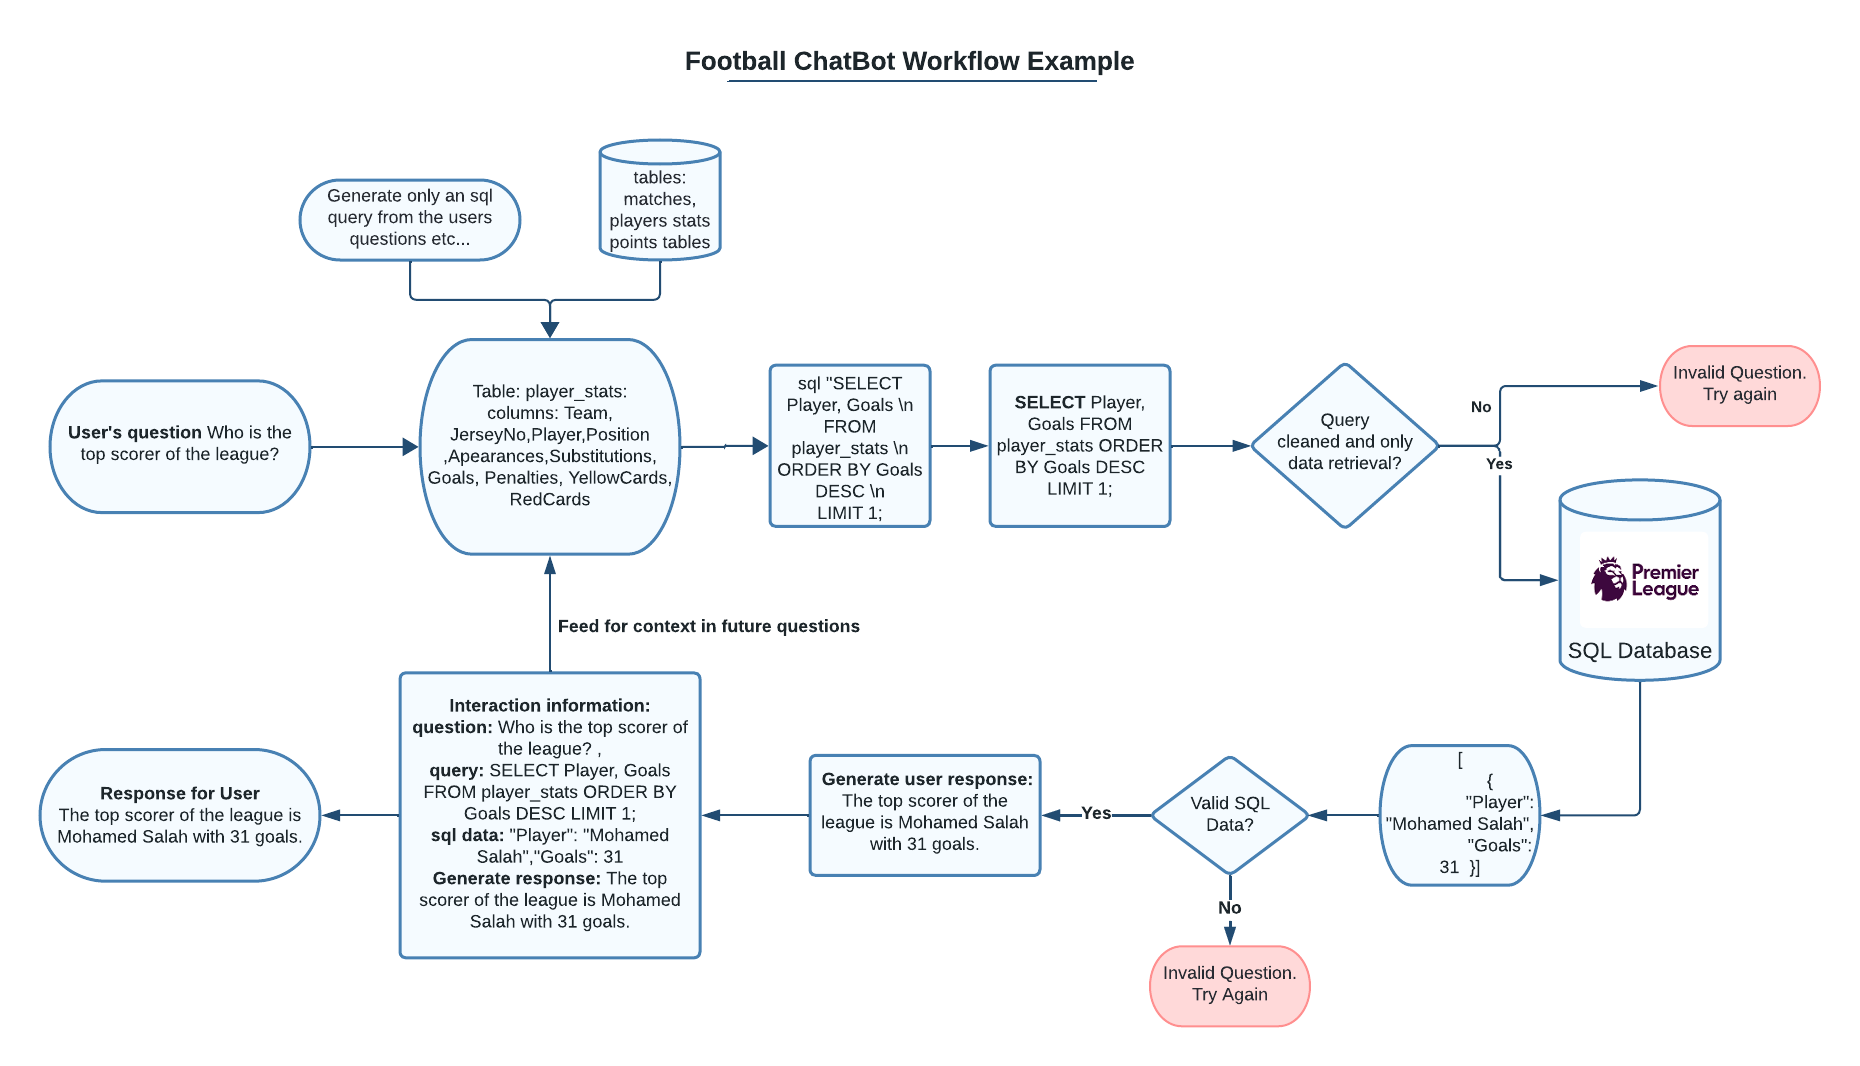 Football ChatBot Workflow Example
Generate only an sql
query from the users
questions etc...
tables:
matches,
players stats
points tables
User's question Who is the
top scorer of the league?
Table: player_stats:
columns: Team,
JerseyNo,Player,Position
,Apearances,Substitutions,
Goals, Penalties, YellowCards,
RedCards
sql "SELECT
Player, Goals \n
FROM
player_stats \n
ORDER BY Goals
DESC \n
LIMIT 1;
SELECT Player,
Goals FROM
player_stats ORDER
BY Goals DESC
LIMIT 1;
Query
cleaned and only
data retrieval?
No
Yes
Invalid Question.
Try again
Premier
League
SQL Database
[
{
"Player":
"Mohamed Salah",
"Goals":
31  }]
Valid SQL
Data?
Yes
No
Invalid Question.
Try Again
Generate user response:
The top scorer of the
league is Mohamed Salah
with 31 goals.
Feed for context in future questions
Interaction information:
question: Who is the top scorer of
the league? ,
query: SELECT Player, Goals
FROM player_stats ORDER BY
Goals DESC LIMIT 1;
sql data: "Player": "Mohamed
Salah","Goals": 31
Generate response: The top
scorer of the league is Mohamed
Salah with 31 goals.
Response for User
The top scorer of the league is
Mohamed Salah with 31 goals.